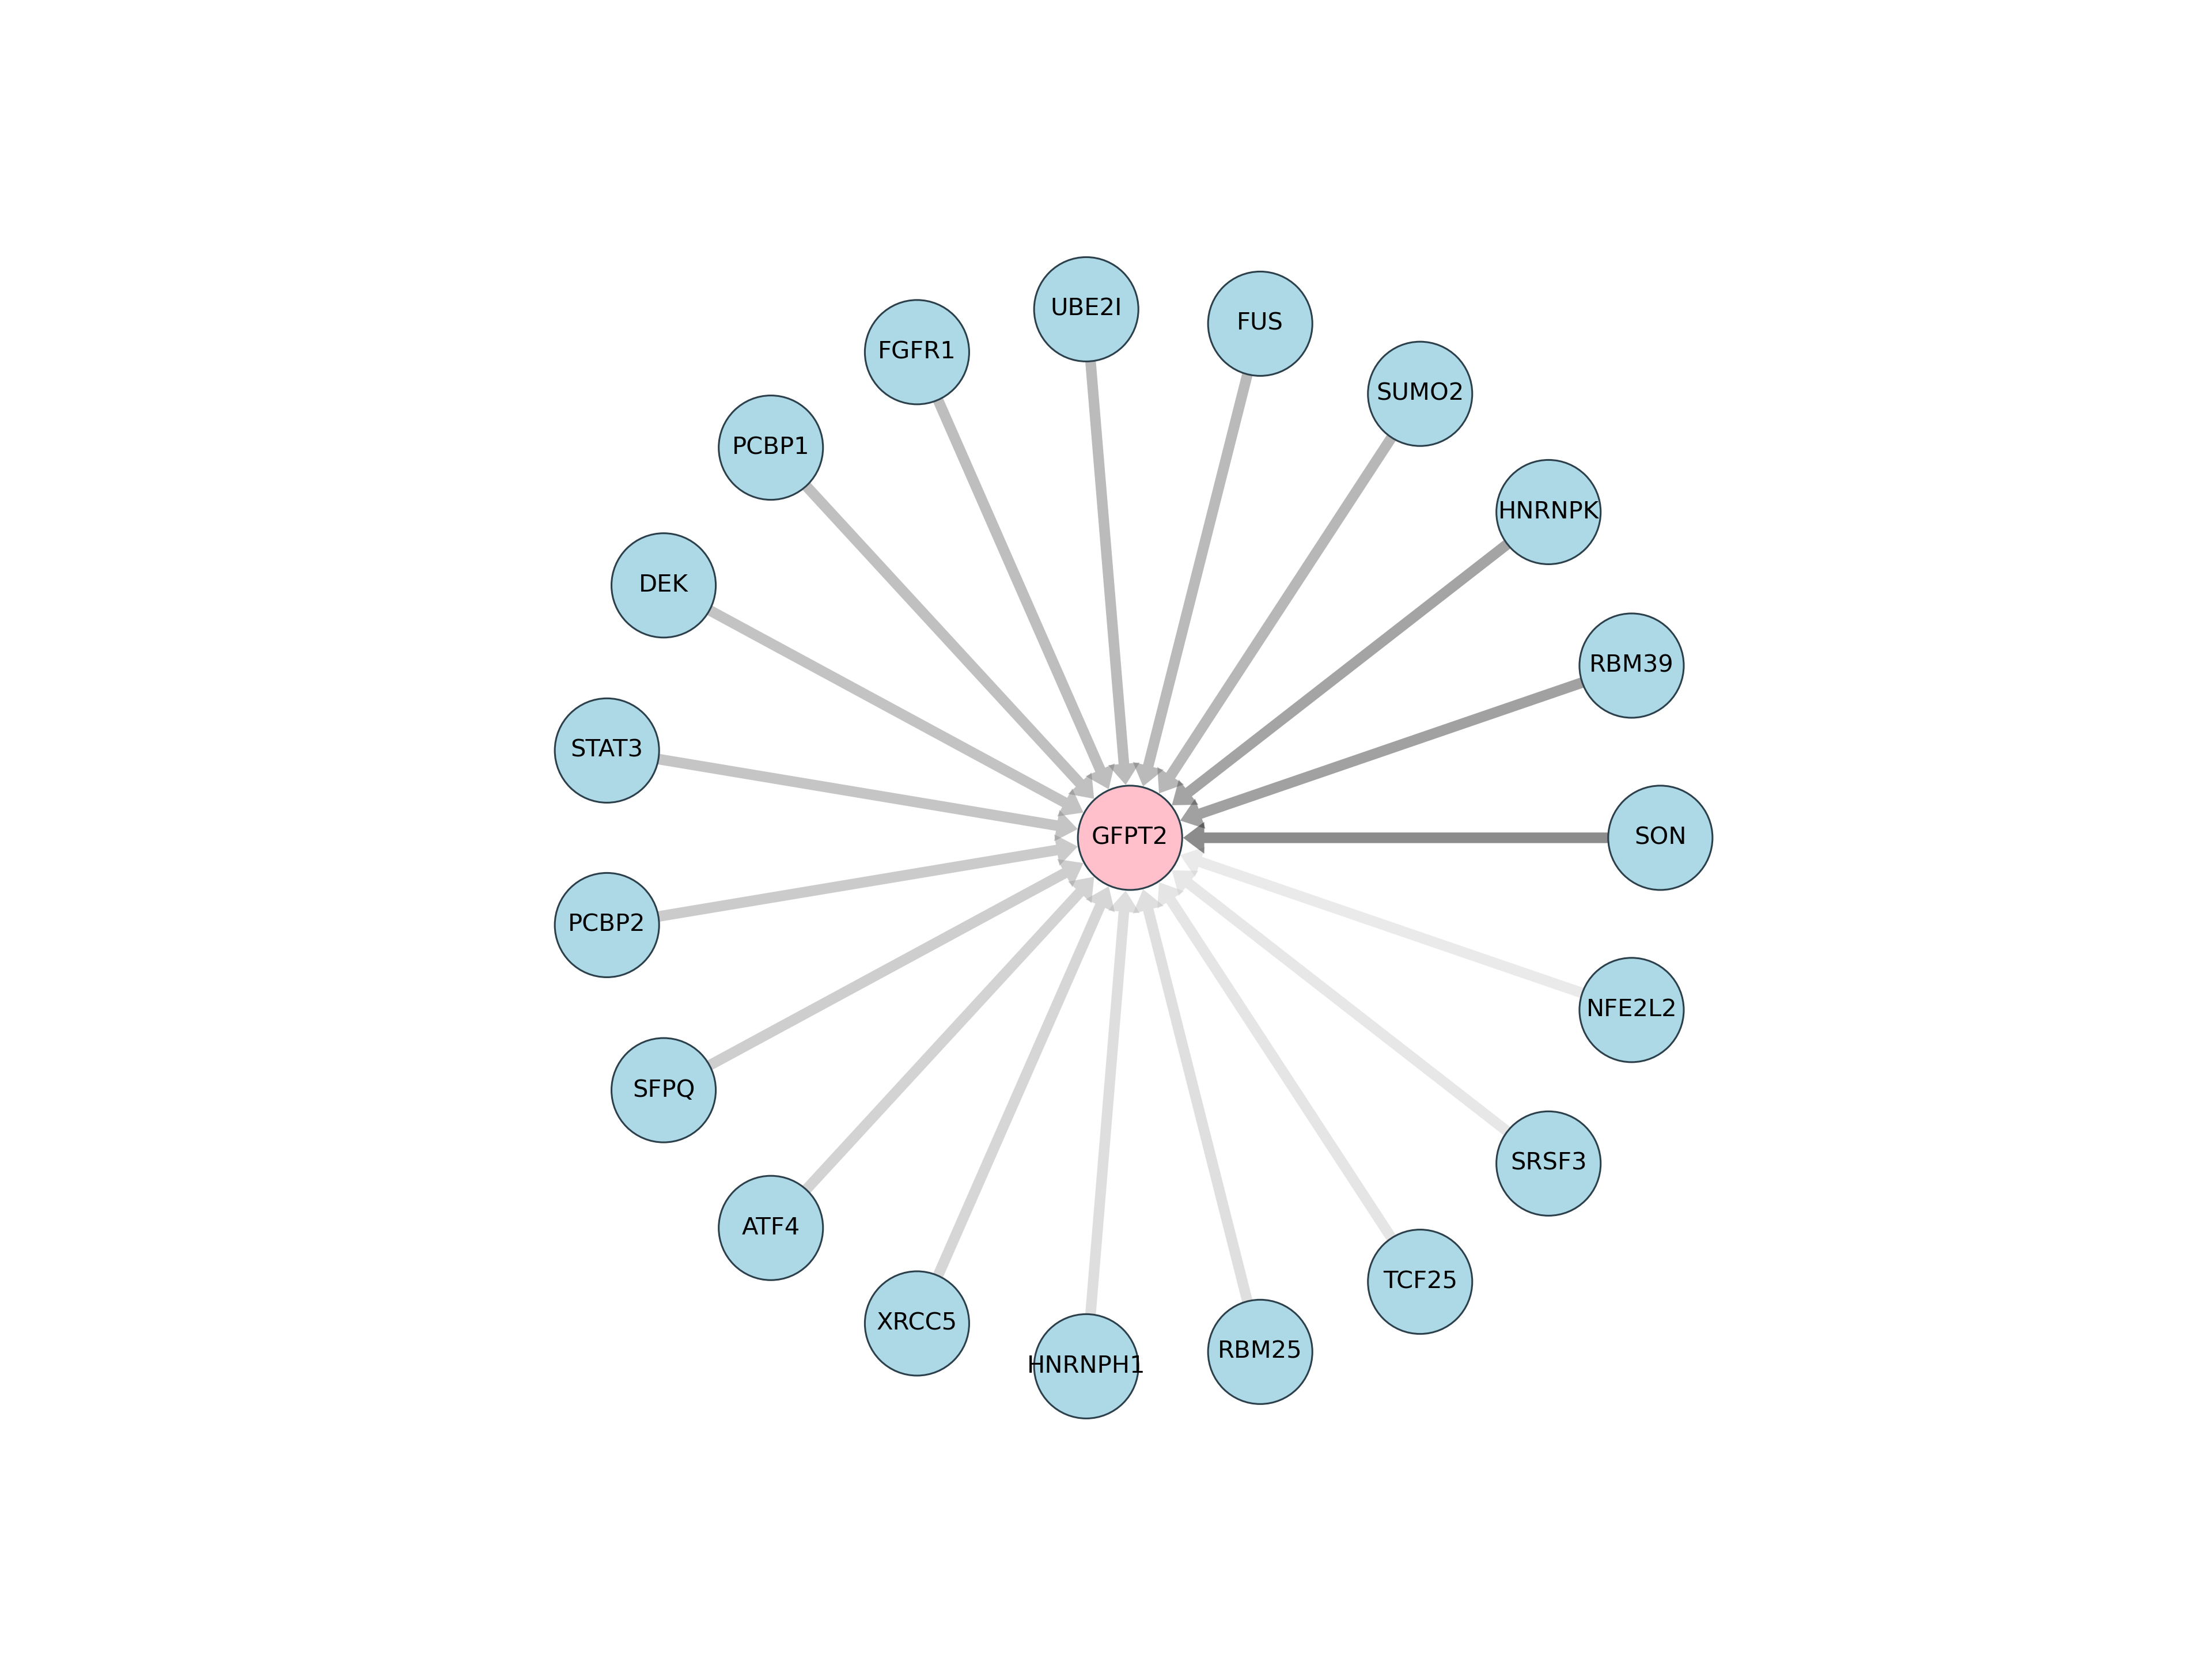 UBE2I
FUS
FGFR1
SUMO2
PCBP1
HNRNPK
DEK
RBM39
STAT3
GFPT2
SON
PCBP2
NFE2L2
SFPQ
SRSF3
ATF4
TCF25
XRCC5
RBM25
HNRNPH1